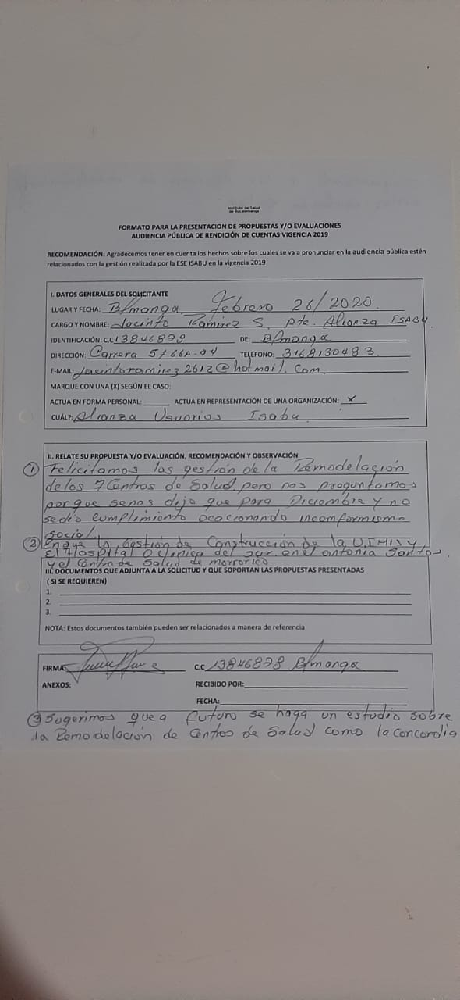 Instituto de Salud
de Bucaramanga
FORMATO PARA LA PRESENTACION DE PROPUESTAS Y/O EVALUACIONES
AUDIENCIA PÚBLICA DE RENDICIÓN DE CUENTAS VIGENCIA 2019
RECOMENDACIÓN: Agradecemos tener en cuenta los hechos sobre los cuales se va a pronunciar en la audiencia pública estén
relacionados con la gestión realizada por la ESE ISABU en la vigencia 2019
I. DATOS GENERALES DEL SOLICITANTE
LUGAR Y FECHA: B/manga Febrero 26/2020
CARGO Y NOMBRE: Jacinto Ramirez S. Pte. Alianza ISABU
IDENTIFICACIÓN: C.C 13846878 DE: B/manga
DIRECCIÓN: Carrera 5# 66A-04 TELÉFONO: 3168130483
E-MAIL: jacintoramirez2612@hotmail.com
MARQUE CON UNA (X) SEGÚN EL CASO:
ACTUA EN FORMA PERSONAL: ACTUA EN REPRESENTACIÓN DE UNA ORGANIZACIÓN: X
CUÁL?: Alianza Usuarios Isabu
II. RELATE SU PROPUESTA Y/O EVALUACIÓN, RECOMENDACIÓN Y OBSERVACIÓN
① Felicitamos las gestión de la Remodelación
de los 7 Centros de Salud pero nos preguntamos
por que senos dijo que para Diciembre y no
se dio cumplimiento ocacionando incomformismo
social.
② En que la Gestion de Construcción de la U.I.MIS y
El Hospital O clinica del sur en el antonia Santos
y el Centro de Salud de morrorico
III. DOCUMENTOS QUE ADJUNTA A LA SOLICITUD Y QUE SOPORTAN LAS PROPUESTAS PRESENTADAS
( SI SE REQUIEREN)
1.
2.
3.
NOTA: Estos documentos también pueden ser relacionados a manera de referencia
FIRMA: CC 13846878 B/manga
ANEXOS: RECIBIDO POR:
FECHA:
③ Sugerimos que a futuro se haga un estudio sobre
la Remodelación de Centros de Salud como la Concordia